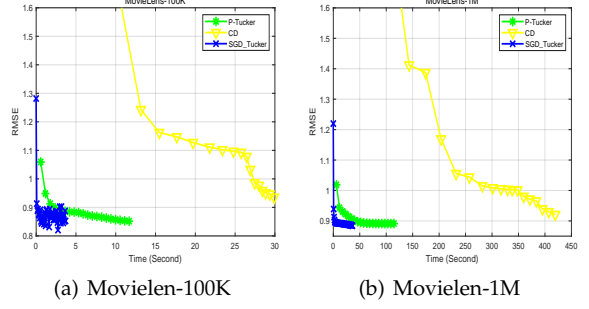 MovieLens-100K
1.6
1.5
1.4
1.3
1.2
1.1
1
0.9
0.8
RMSE
P-Tucker
CD
SGD_Tucker
0 5 10 15 20 25 30
Time (Second)
(a) Movielen-100K
MovieLens-1M
1.6
1.5
1.4
1.3
1.2
1.1
1
0.9
RMSE
P-Tucker
CD
SGD_Tucker
0 50 100 150 200 250 300 350 400 450
Time (Second)
(b) Movielen-1M